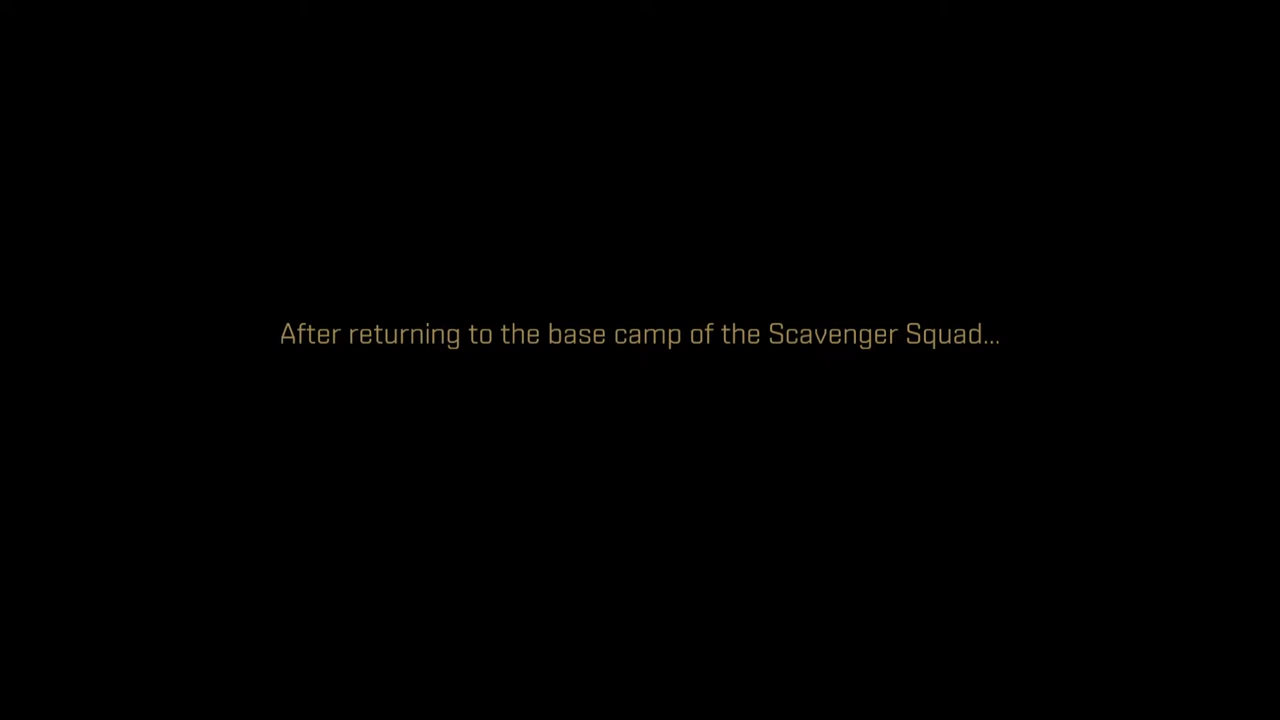 After returning to the base camp of the Scavenger Squad...